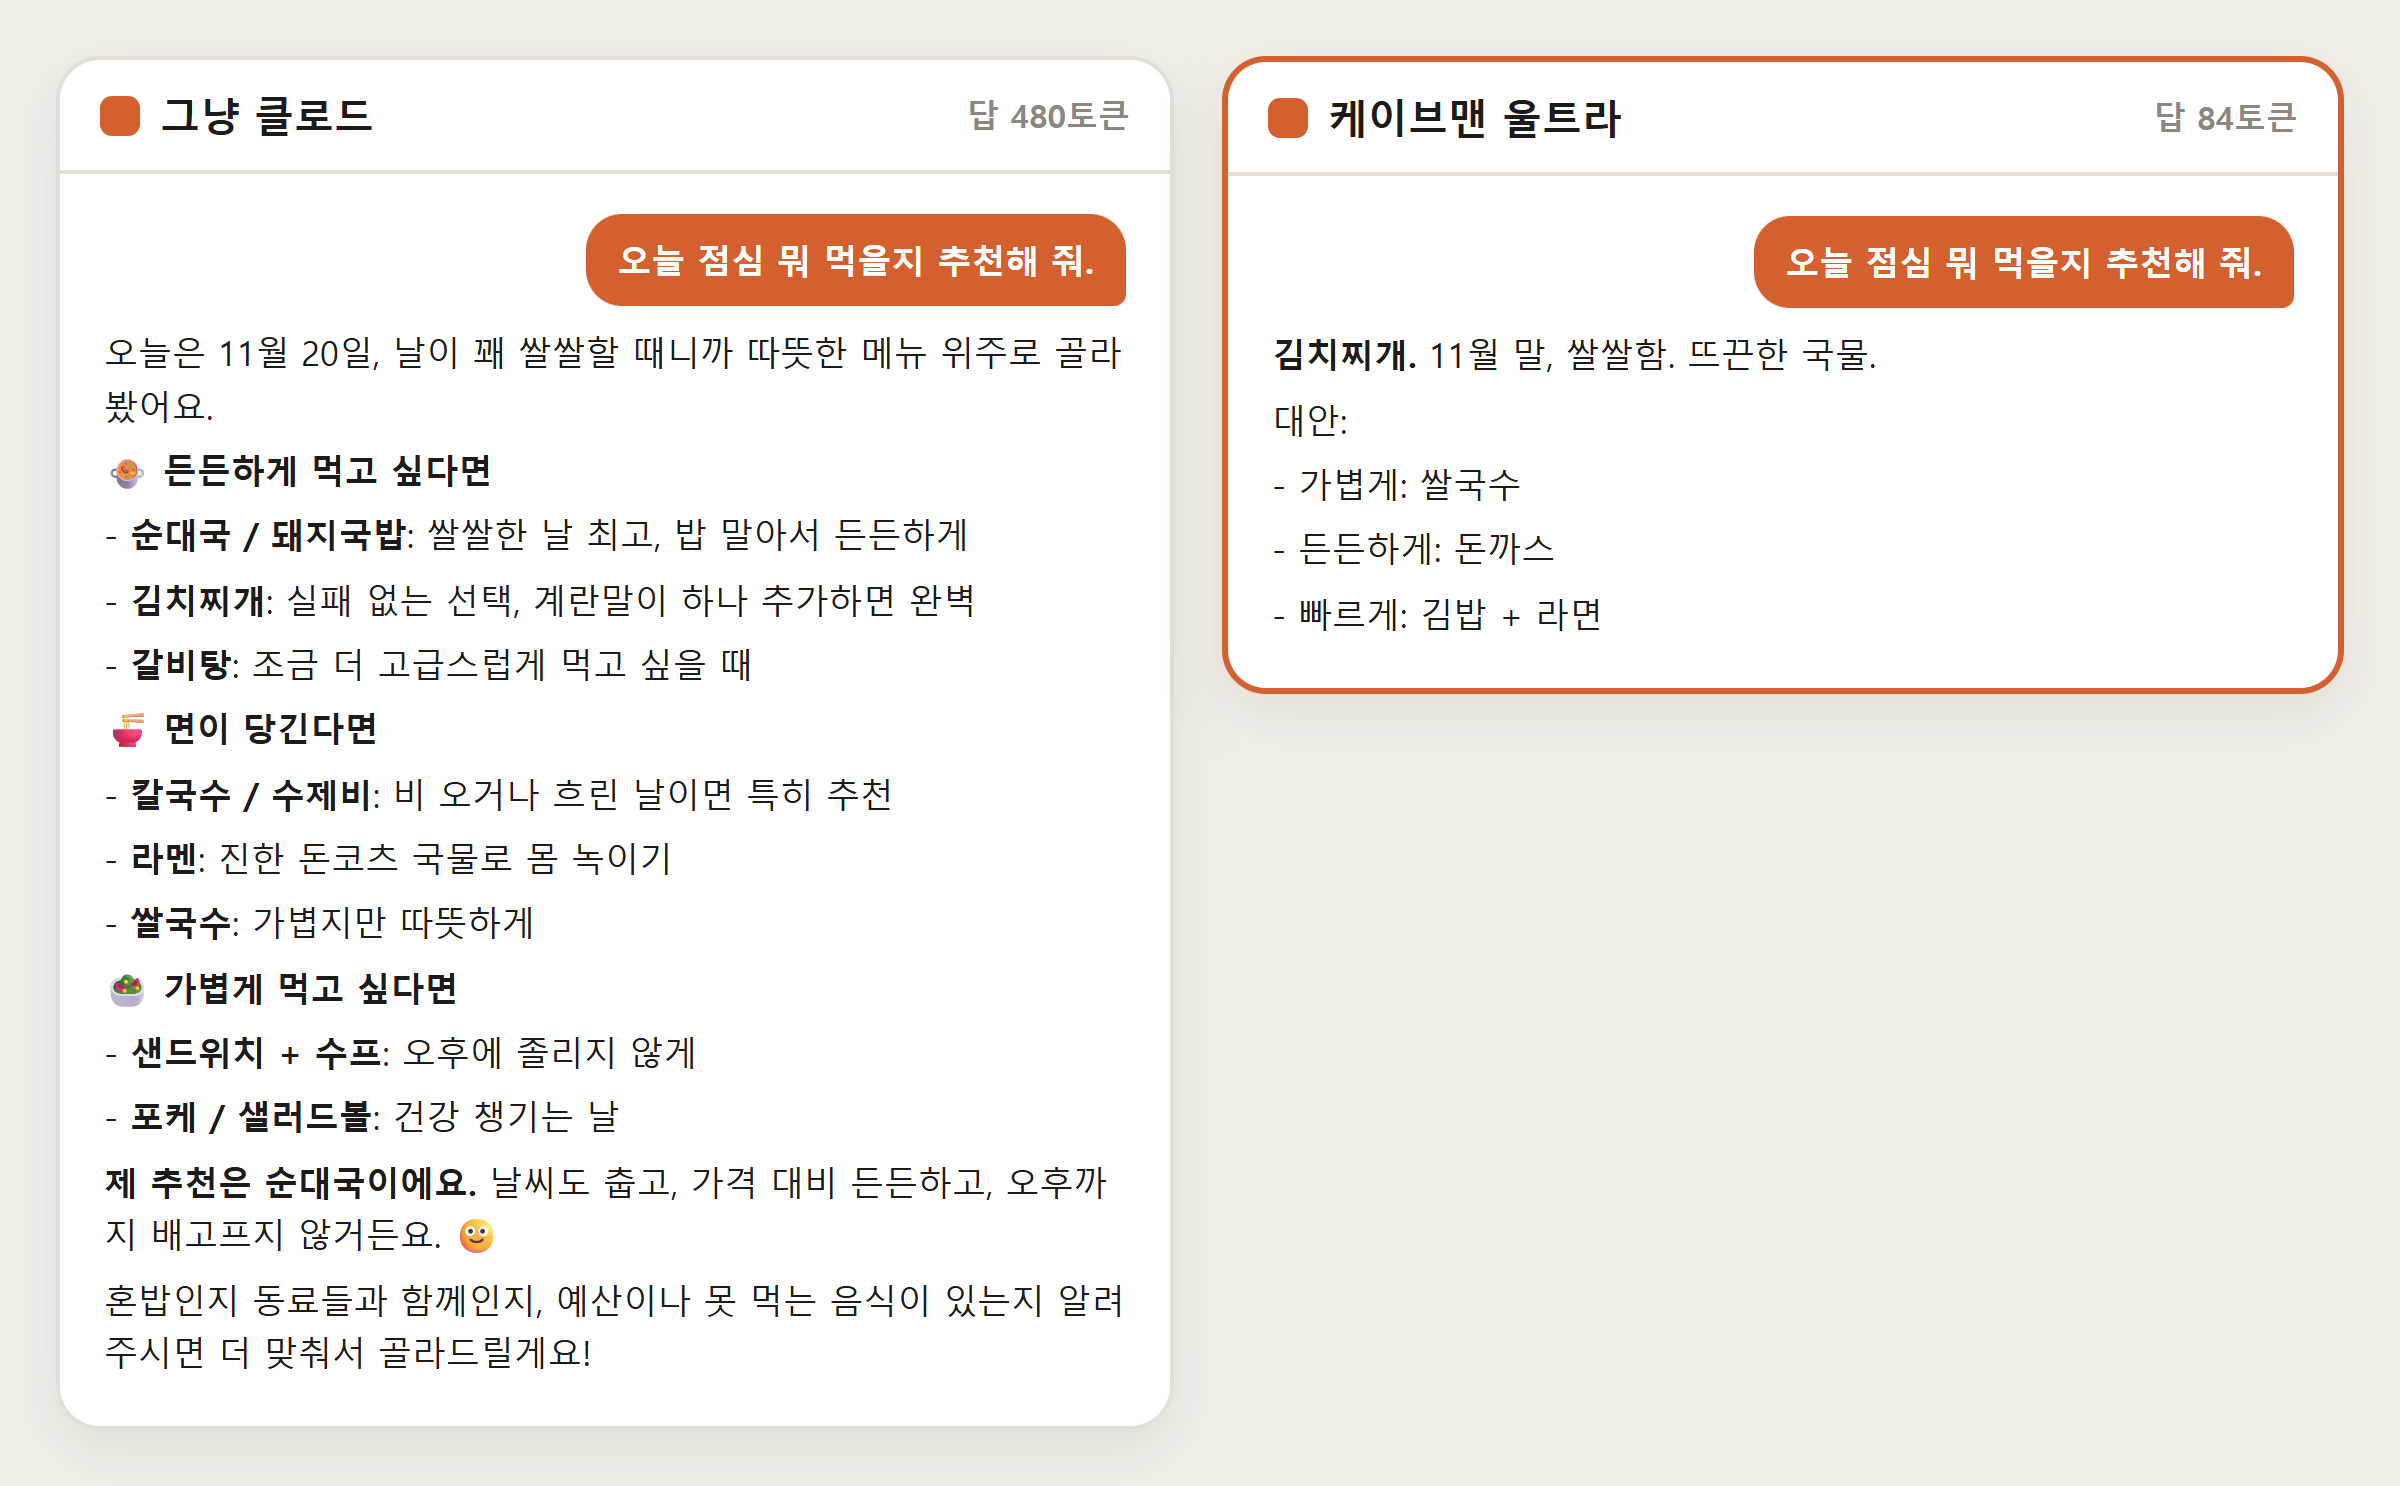 그냥 클로드
답 480토큰
오늘 점심 뭐 먹을지 추천해 줘.
오늘은 11월 20일, 날이 꽤 쌀쌀할 때니까 따뜻한 메뉴 위주로 골라
봤어요.
든든하게 먹고 싶다면
- 순대국 / 돼지국밥: 쌀쌀한 날 최고, 밥 말아서 든든하게
- 김치찌개: 실패 없는 선택, 계란말이 하나 추가하면 완벽
- 갈비탕: 조금 더 고급스럽게 먹고 싶을 때
면이 당긴다면
- 칼국수 / 수제비: 비 오거나 흐린 날이면 특히 추천
- 라멘: 진한 돈코츠 국물로 몸 녹이기
- 쌀국수: 가볍지만 따뜻하게
가볍게 먹고 싶다면
- 샌드위치 + 수프: 오후에 졸리지 않게
- 포케 / 샐러드볼: 건강 챙기는 날
제 추천은 순대국이에요. 날씨도 춥고, 가격 대비 든든하고, 오후까
지 배고프지 않거든요. 🙂
혼밥인지 동료들과 함께인지, 예산이나 못 먹는 음식이 있는지 알려
주시면 더 맞춰서 골라드릴게요!
케이브맨 울트라
답 84토큰
오늘 점심 뭐 먹을지 추천해 줘.
김치찌개. 11월 말, 쌀쌀함. 뜨끈한 국물.
대안:
- 가볍게: 쌀국수
- 든든하게: 돈까스
- 빠르게: 김밥 + 라면